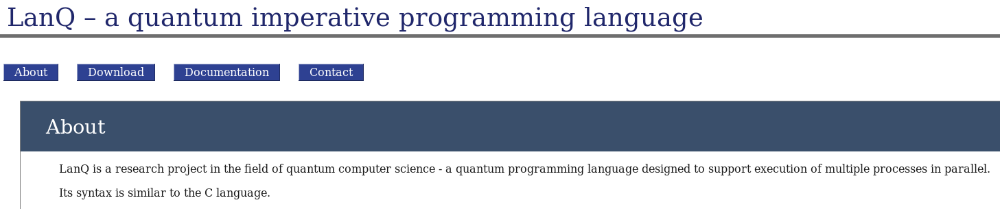 LanQ – a quantum imperative programming language
About Download Documentation Contact
About
LanQ is a research project in the field of quantum computer science - a quantum programming language designed to support execution of multiple processes in parallel.
Its syntax is similar to the C language.